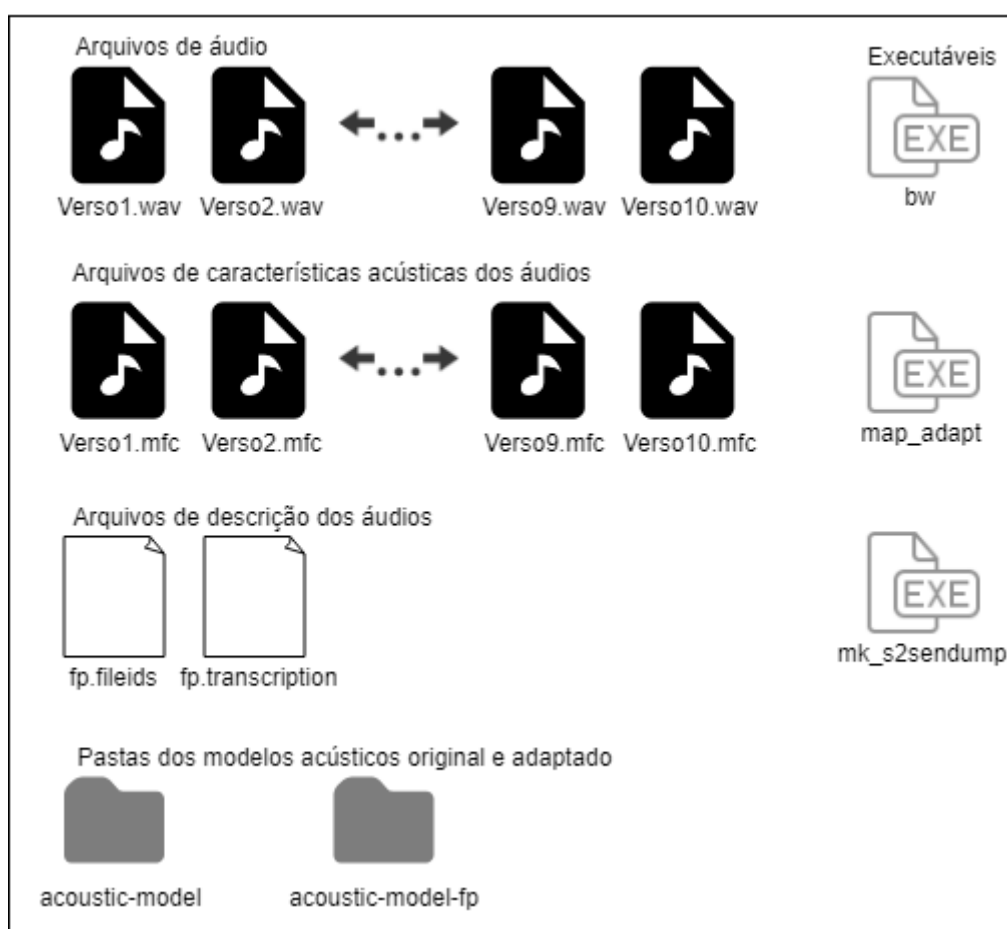 Arquivos de áudio
Executáveis
EXE
bw
Verso1.wav Verso2.wav ... Verso9.wav Verso10.wav
Arquivos de características acústicas dos áudios
EXE
map_adapt
Verso1.mfc Verso2.mfc ... Verso9.mfc Verso10.mfc
Arquivos de descrição dos áudios
EXE
mk_s2sendump
fp.fileids fp.transcription
Pastas dos modelos acústicos original e adaptado
acoustic-model acoustic-model-fp